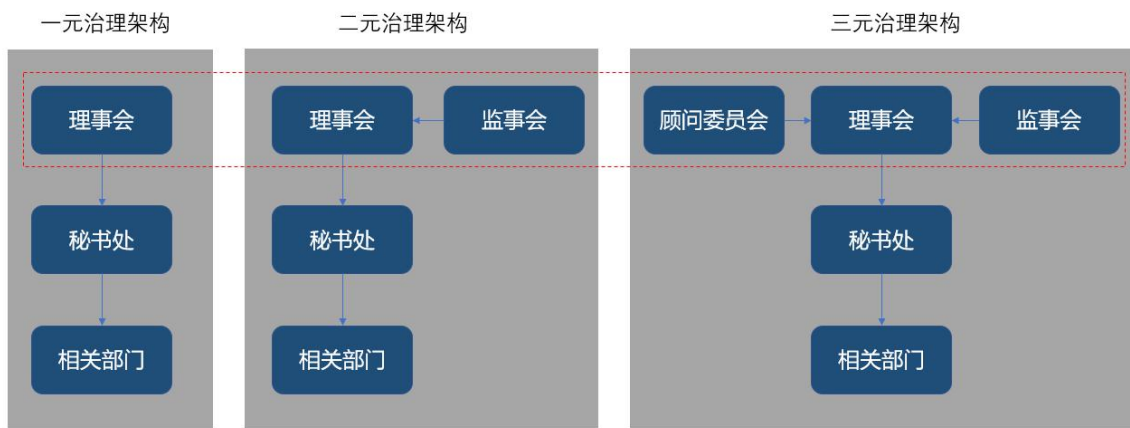 一元治理架构
二元治理架构
三元治理架构
理事会
理事会
监事会
顾问委员会
理事会
监事会
秘书处
秘书处
秘书处
相关部门
相关部门
相关部门